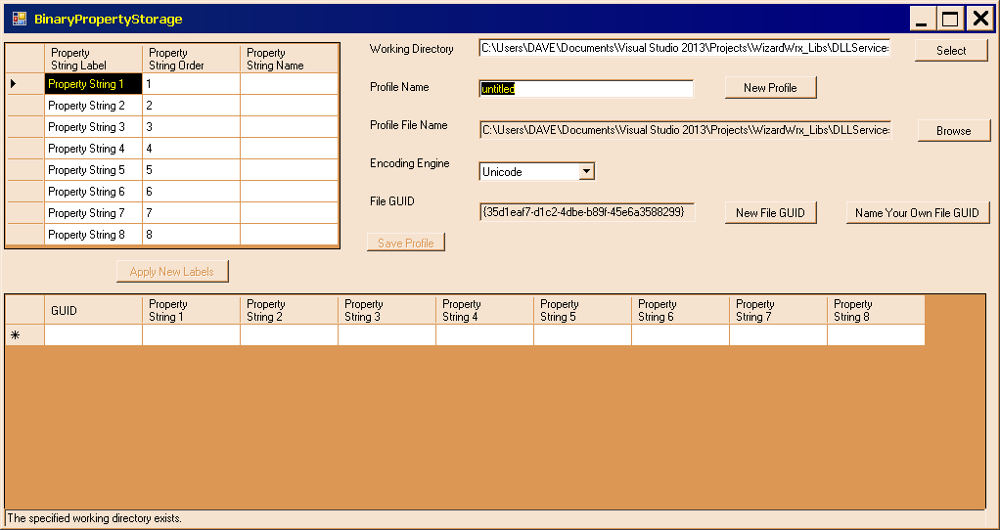 BinaryPropertyStorage
Property String Label Property String Order Property String Name
Property String 1 1
Property String 2 2
Property String 3 3
Property String 4 4
Property String 5 5
Property String 6 6
Property String 7 7
Property String 8 8
Apply New Labels
Working Directory C:\Users\DAVE\Documents\Visual Studio 2013\Projects\WizardWrx_Libs\DLLServices Select
Profile Name untitled New Profile
Profile File Name C:\Users\DAVE\Documents\Visual Studio 2013\Projects\WizardWrx_Libs\DLLServices Browse
Encoding Engine Unicode
File GUID {35d1eaf7-d1c2-4dbe-b89f-45e6a3588299} New File GUID Name Your Own File GUID
Save Profile
GUID Property String 1 Property String 2 Property String 3 Property String 4 Property String 5 Property String 6 Property String 7 Property String 8
The specified working directory exists.